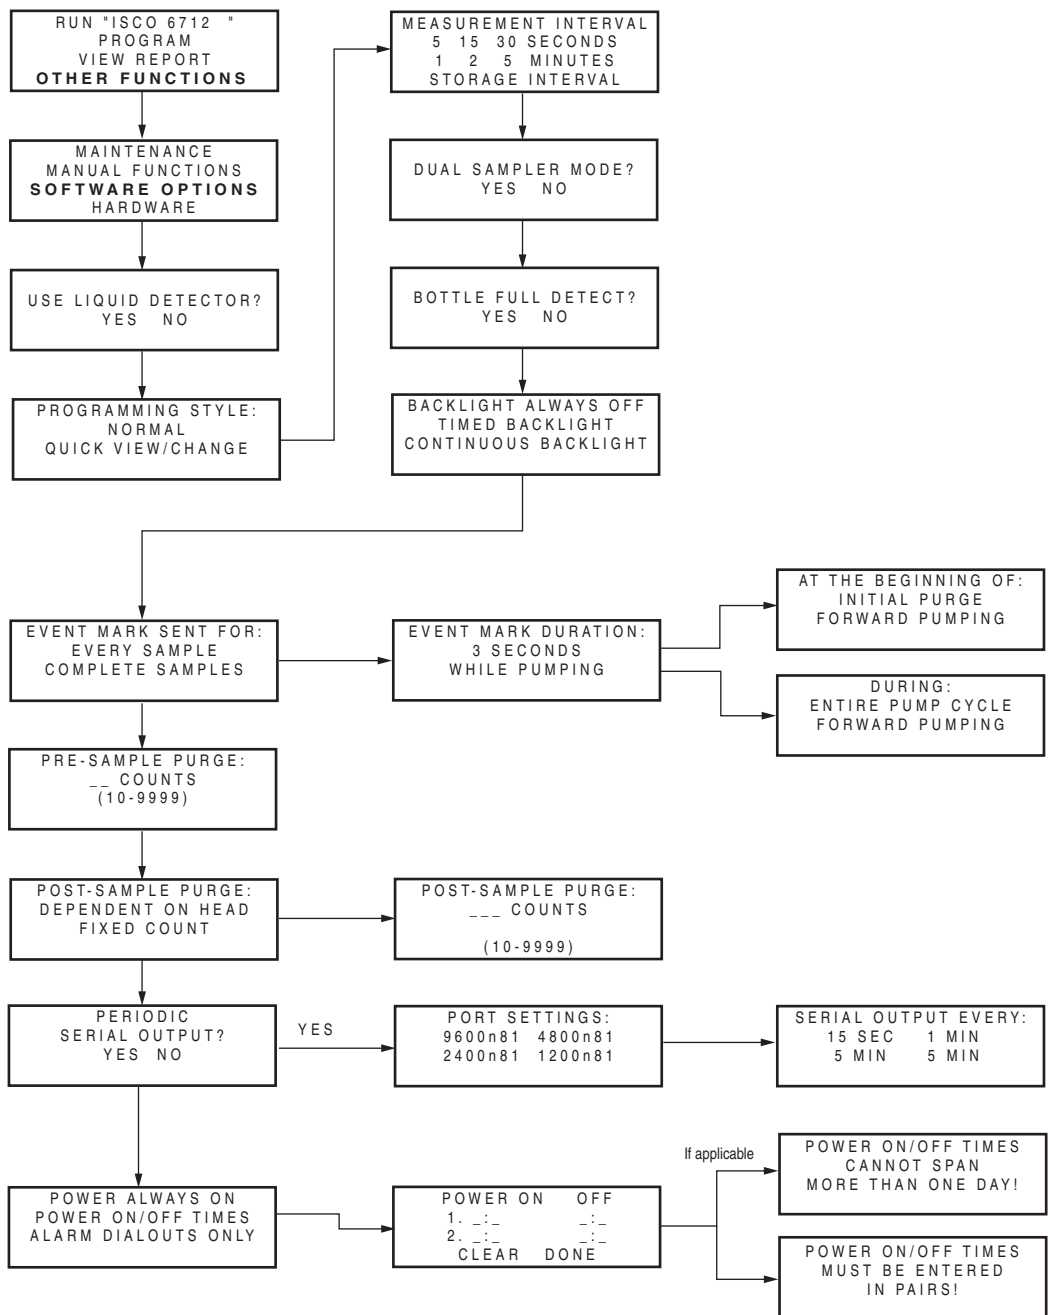 RUN "ISCO 6712 "
PROGRAM
VIEW REPORT
OTHER FUNCTIONS
MAINTENANCE
MANUAL FUNCTIONS
SOFTWARE OPTIONS
HARDWARE
USE LIQUID DETECTOR?
YES NO
PROGRAMMING STYLE:
NORMAL
QUICK VIEW/CHANGE
MEASUREMENT INTERVAL
5 15 30 SECONDS
1 2 5 MINUTES
STORAGE INTERVAL
DUAL SAMPLER MODE?
YES NO
BOTTLE FULL DETECT?
YES NO
BACKLIGHT ALWAYS OFF
TIMED BACKLIGHT
CONTINUOUS BACKLIGHT
EVENT MARK SENT FOR:
EVERY SAMPLE
COMPLETE SAMPLES
EVENT MARK DURATION:
3 SECONDS
WHILE PUMPING
AT THE BEGINNING OF:
INITIAL PURGE
FORWARD PUMPING
DURING:
ENTIRE PUMP CYCLE
FORWARD PUMPING
PRE-SAMPLE PURGE:
__ COUNTS
(10-9999)
POST-SAMPLE PURGE:
DEPENDENT ON HEAD
FIXED COUNT
POST-SAMPLE PURGE:
___ COUNTS
(10-9999)
PERIODIC
SERIAL OUTPUT?
YES NO
YES
PORT SETTINGS:
9600n81 4800n81
2400n81 1200n81
SERIAL OUTPUT EVERY:
15 SEC 1 MIN
5 MIN 5 MIN
POWER ALWAYS ON
POWER ON/OFF TIMES
ALARM DIALOUTS ONLY
POWER ON OFF
1. _:_ _:_
2. _:_ _:_
CLEAR DONE
If applicable
POWER ON/OFF TIMES
CANNOT SPAN
MORE THAN ONE DAY!
POWER ON/OFF TIMES
MUST BE ENTERED
IN PAIRS!